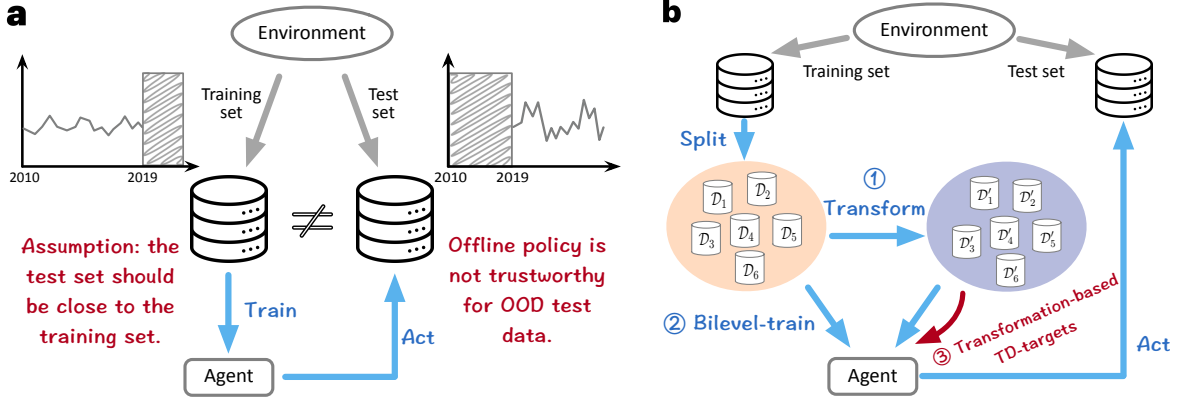 a
Environment
Training
set
Test
set
2010
2019
2010
2019
Assumption: the
test set should
be close to the
training set.
Offline policy is
not trustworthy
for OOD test
data.
Train
Act
Agent
b
Environment
Training set
Test set
Split
𝒟₁
𝒟₂
𝒟₃
𝒟₄
𝒟₅
𝒟₆
①
Transform
𝒟′₁
𝒟′₂
𝒟′₃
𝒟′₄
𝒟′₅
𝒟′₆
② Bilevel-train
③ Transformation-based
TD-targets
Act
Agent